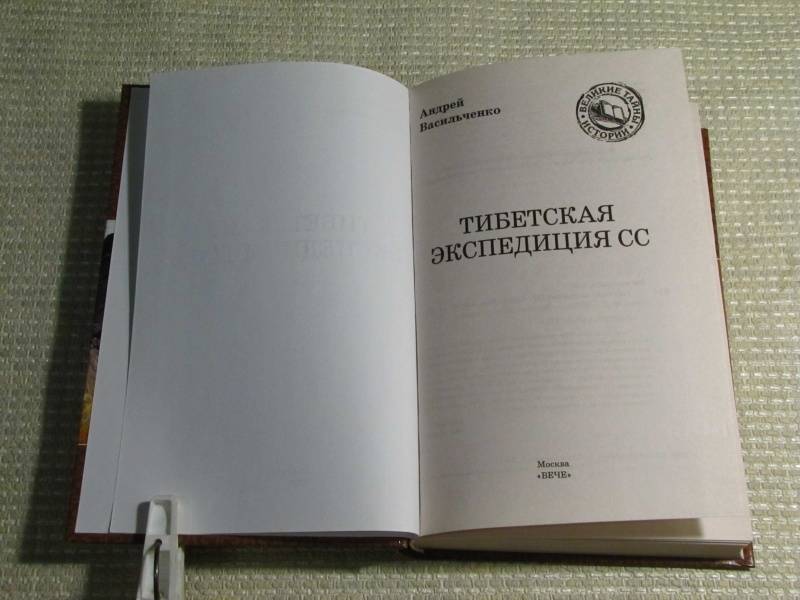 Андрей
Васильченко
ВЕЛИКИЕ ТАЙНЫ
ИСТОРИИ
ТИБЕТСКАЯ
ЭКСПЕДИЦИЯ СС
Москва
«ВЕЧЕ»